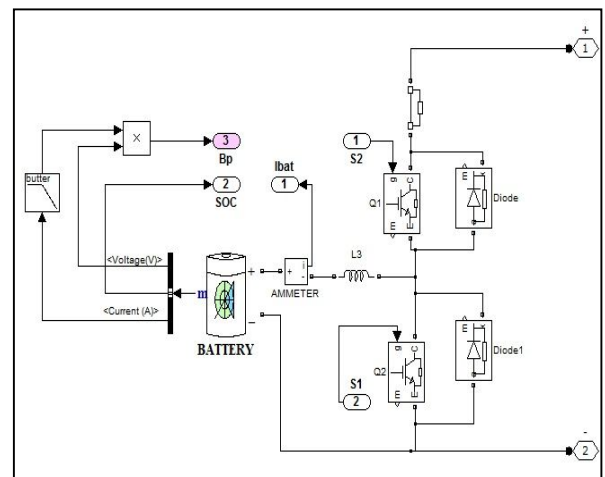 +
1
3
Bp
butter
×
1
S2
Ibat
1
2
SOC
g
C
Q1
E
m
k
m
a
Diode
L3
<Voltage(V)>
m
+
+
i
-
AMMETER
<Current (A)>
−
BATTERY
g
C
Q2
E
m
k
m
a
Diode1
S1
2
-
2